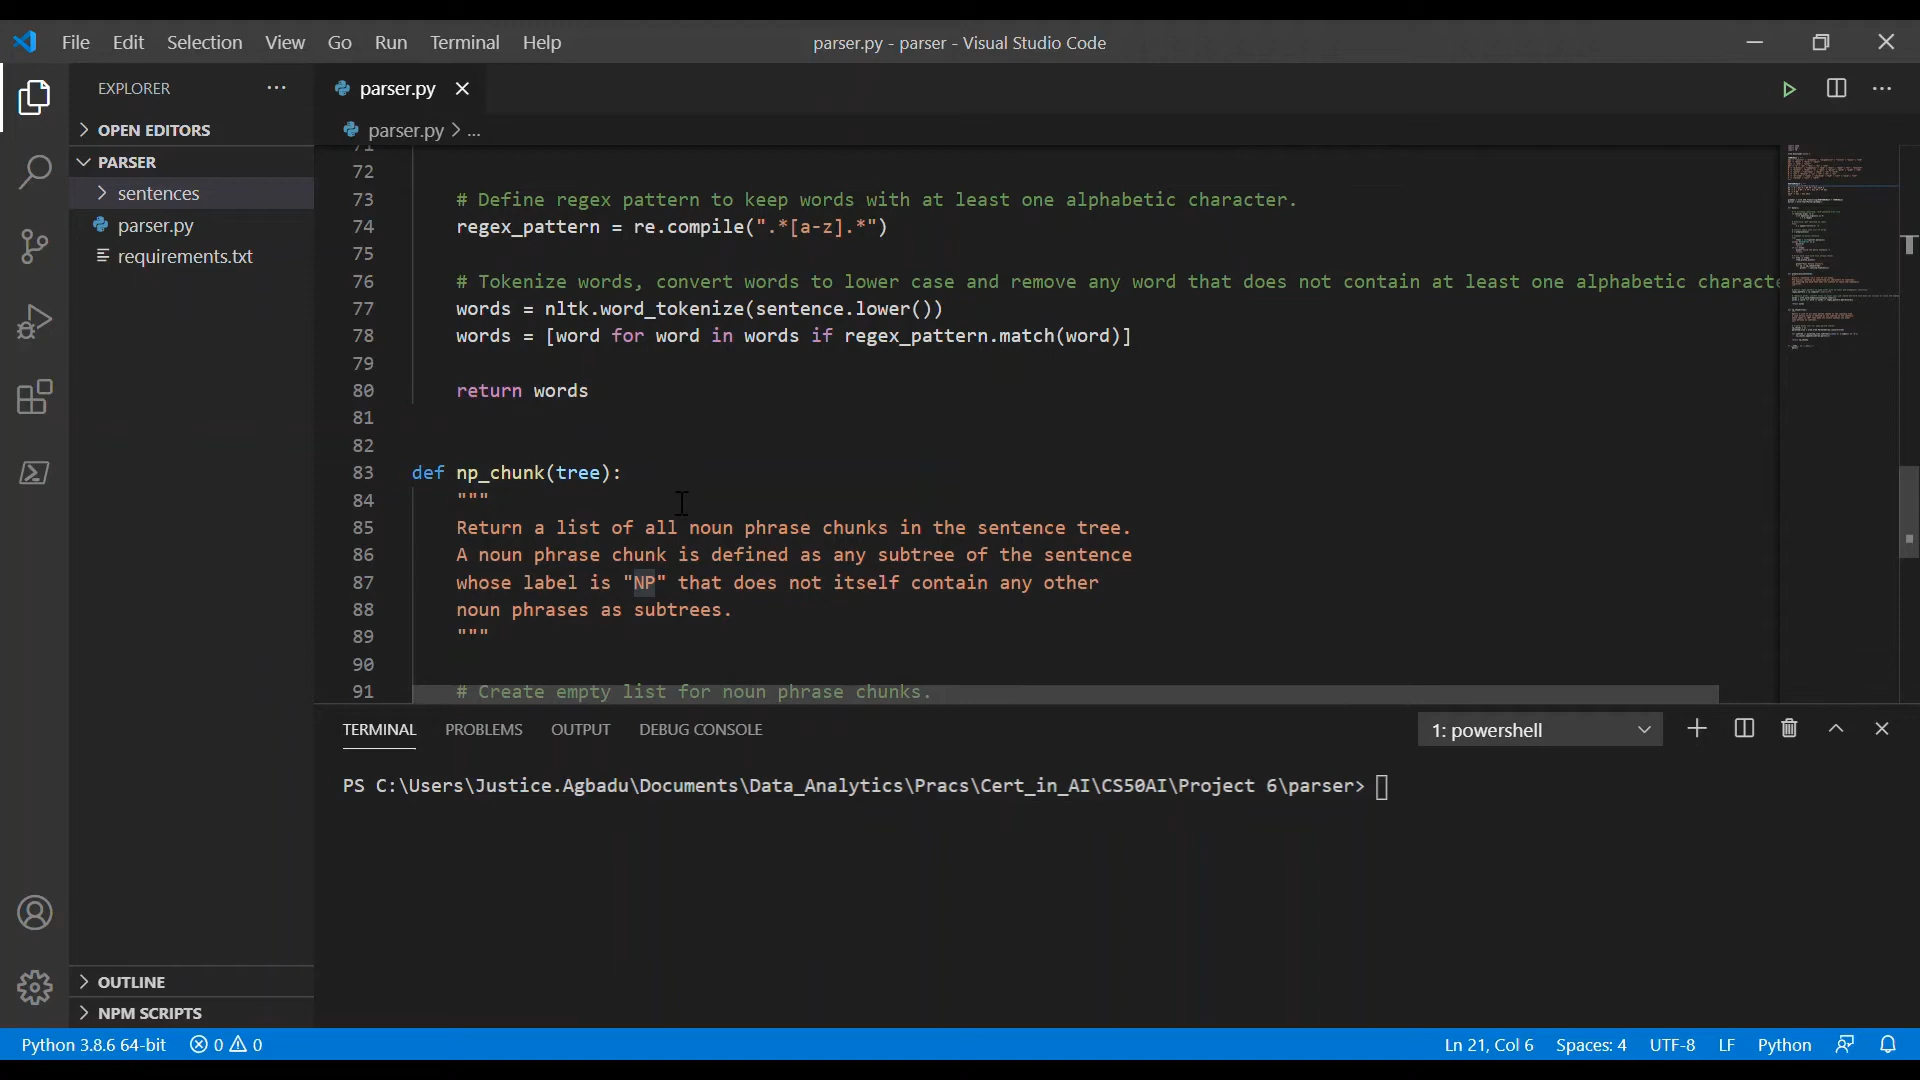 File Edit Selection View Go Run Terminal Help
parser.py - parser - Visual Studio Code
EXPLORER
OPEN EDITORS
PARSER
sentences
parser.py
requirements.txt
OUTLINE
NPM SCRIPTS
parser.py
parser.py > ...
71
72
73 # Define regex pattern to keep words with at least one alphabetic character.
74 regex_pattern = re.compile(".*[a-z].*")
75
76 # Tokenize words, convert words to lower case and remove any word that does not contain at least one alphabetic characte
77 words = nltk.word_tokenize(sentence.lower())
78 words = [word for word in words if regex_pattern.match(word)]
79
80 return words
81
82
83 def np_chunk(tree):
84 """
85 Return a list of all noun phrase chunks in the sentence tree.
86 A noun phrase chunk is defined as any subtree of the sentence
87 whose label is "NP" that does not itself contain any other
88 noun phrases as subtrees.
89 """
90
91 # Create empty list for noun phrase chunks.
TERMINAL PROBLEMS OUTPUT DEBUG CONSOLE
1: powershell
PS C:\Users\Justice.Agbadu\Documents\Data_Analytics\Pracs\Cert_in_AI\CS50AI\Project 6\parser>
Python 3.8.6 64-bit 0 0
Ln 21, Col 6 Spaces: 4 UTF-8 LF Python